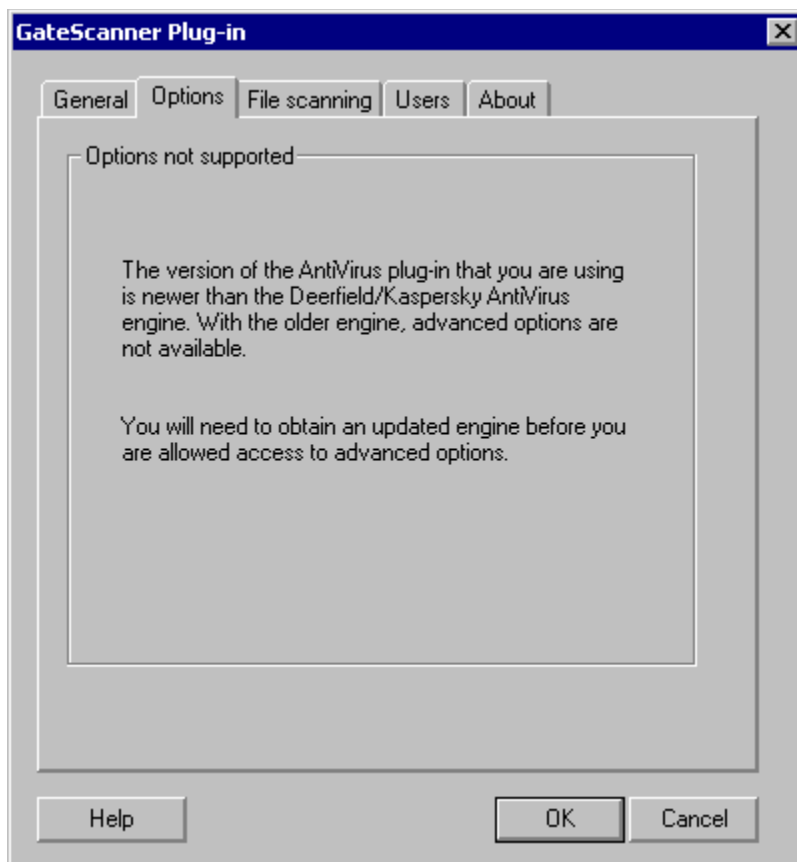 GateScanner Plug-in
General Options File scanning Users About
Options not supported
The version of the AntiVirus plug-in that you are using
is newer than the Deerfield/Kaspersky AntiVirus
engine. With the older engine, advanced options are
not available.
You will need to obtain an updated engine before you
are allowed access to advanced options.
Help OK Cancel